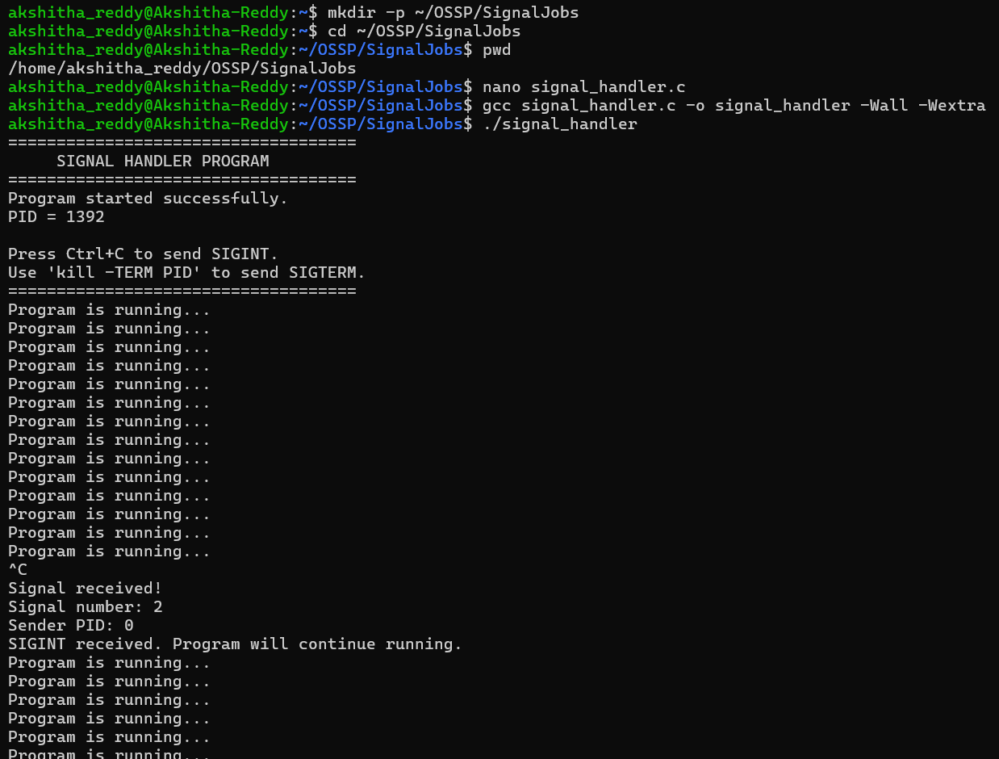 akshitha_reddy@Akshitha-Reddy:~$ mkdir -p ~/OSSP/SignalJobs
akshitha_reddy@Akshitha-Reddy:~$ cd ~/OSSP/SignalJobs
akshitha_reddy@Akshitha-Reddy:~/OSSP/SignalJobs$ pwd
/home/akshitha_reddy/OSSP/SignalJobs
akshitha_reddy@Akshitha-Reddy:~/OSSP/SignalJobs$ nano signal_handler.c
akshitha_reddy@Akshitha-Reddy:~/OSSP/SignalJobs$ gcc signal_handler.c -o signal_handler -Wall -Wextra
akshitha_reddy@Akshitha-Reddy:~/OSSP/SignalJobs$ ./signal_handler
====================================
     SIGNAL HANDLER PROGRAM
====================================
Program started successfully.
PID = 1392

Press Ctrl+C to send SIGINT.
Use 'kill -TERM PID' to send SIGTERM.
====================================
Program is running...
Program is running...
Program is running...
Program is running...
Program is running...
Program is running...
Program is running...
Program is running...
Program is running...
Program is running...
Program is running...
Program is running...
Program is running...
Program is running...
^C
Signal received!
Signal number: 2
Sender PID: 0
SIGINT received. Program will continue running.
Program is running...
Program is running...
Program is running...
Program is running...
Program is running...
Program is running...